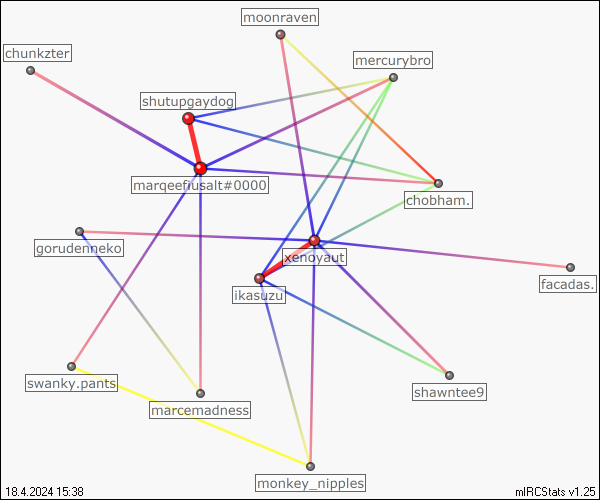 moonraven
chunkzter
mercurybro
shutupgaydog
marqeefiusalt#0000
chobham.
gorudenneko
xenoyaut
facadas.
ikasuzu
swanky.pants
shawntee9
marcemadness
monkey_nipples
18.4.2024 15:38
mIRCStats v1.25